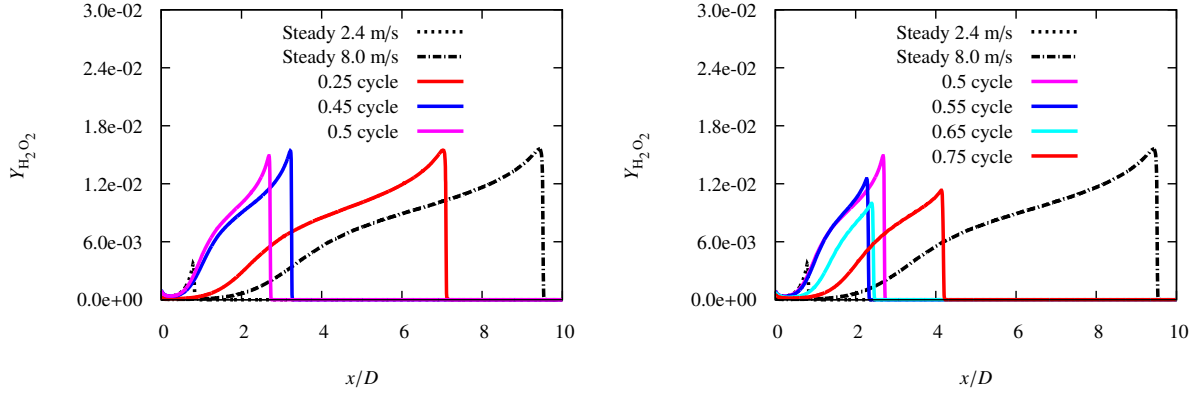 3.0e-02
2.4e-02
1.8e-02
1.2e-02
6.0e-03
0.0e+00
Y_H₂O₂
Steady 2.4 m/s
Steady 8.0 m/s
0.25 cycle
0.45 cycle
0.5 cycle
0 2 4 6 8 10
x/D
3.0e-02
2.4e-02
1.8e-02
1.2e-02
6.0e-03
0.0e+00
Y_H₂O₂
Steady 2.4 m/s
Steady 8.0 m/s
0.5 cycle
0.55 cycle
0.65 cycle
0.75 cycle
0 2 4 6 8 10
x/D